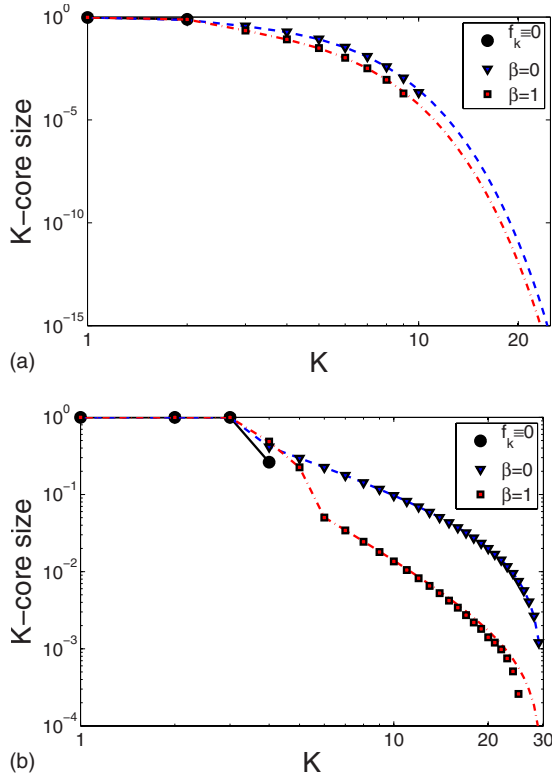 10^0
10^-5
10^-10
10^-15
K-core size
1
10
20
K
(a)
f_k≡0
β=0
β=1
10^0
10^-1
10^-2
10^-3
10^-4
K-core size
1
10
20
30
K
(b)
f_k≡0
β=0
β=1